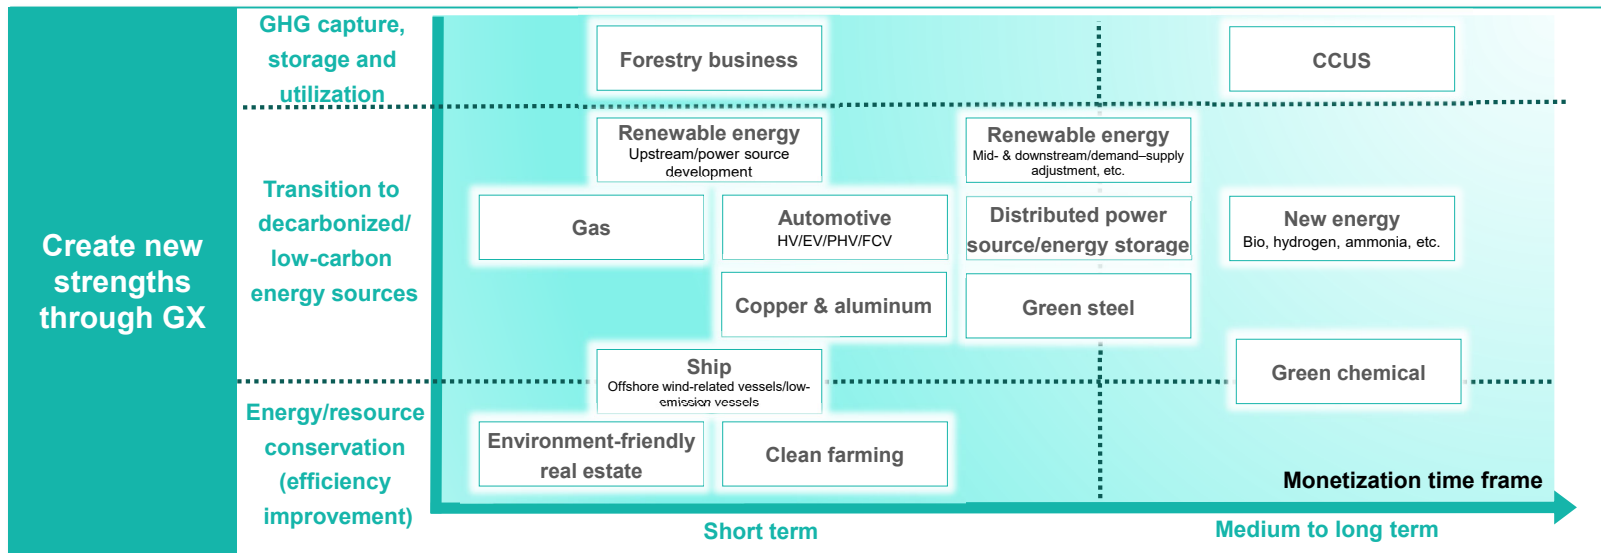 Create new
strengths
through GX
GHG capture,
storage and
utilization
Forestry business
CCUS
Transition to
decarbonized/
low-carbon
energy sources
Renewable energy
Upstream/power source
development
Renewable energy
Mid- & downstream/demand–supply
adjustment, etc.
Gas
Automotive
HV/EV/PHV/FCV
Distributed power
source/energy storage
New energy
Bio, hydrogen, ammonia, etc.
Copper & aluminum
Green steel
Ship
Offshore wind-related vessels/low-
emission vessels
Green chemical
Energy/resource
conservation
(efficiency
improvement)
Environment-friendly
real estate
Clean farming
Monetization time frame
Short term
Medium to long term